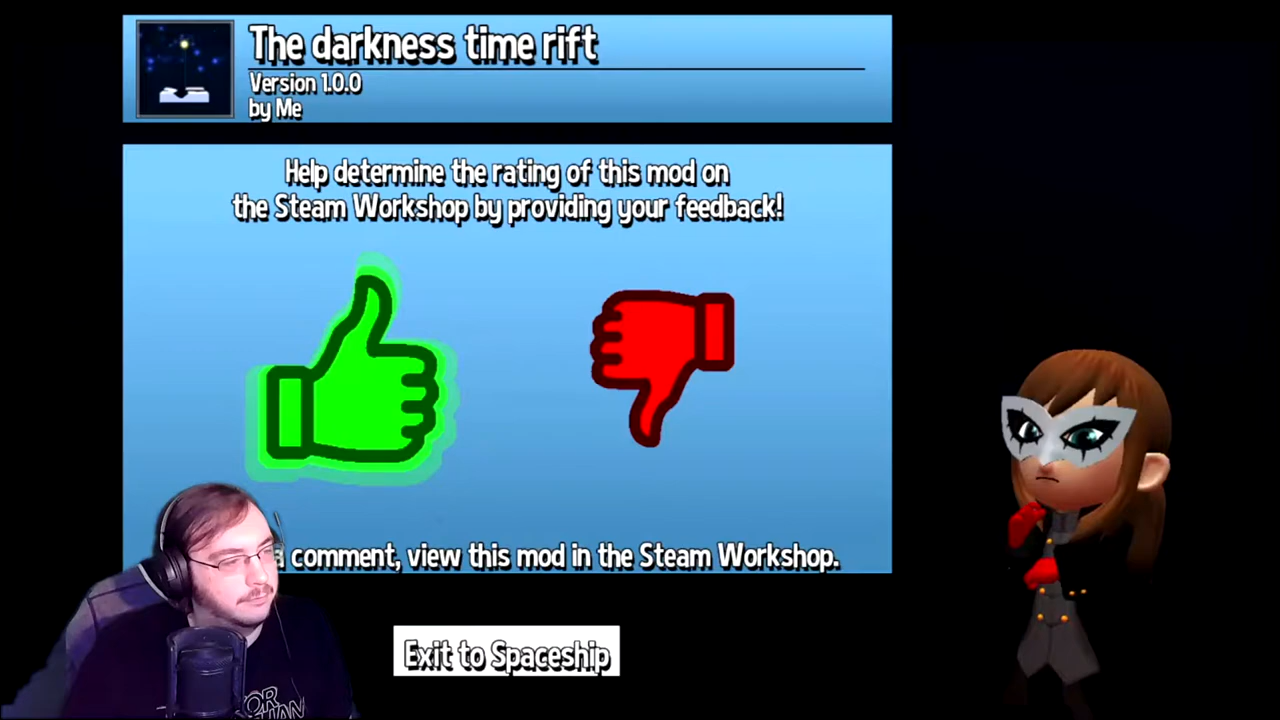 The darkness time rift
Version 1.0.0
by Me
Help determine the rating of this mod on
the Steam Workshop by providing your feedback!
comment, view this mod in the Steam Workshop.
Exit to Spaceship